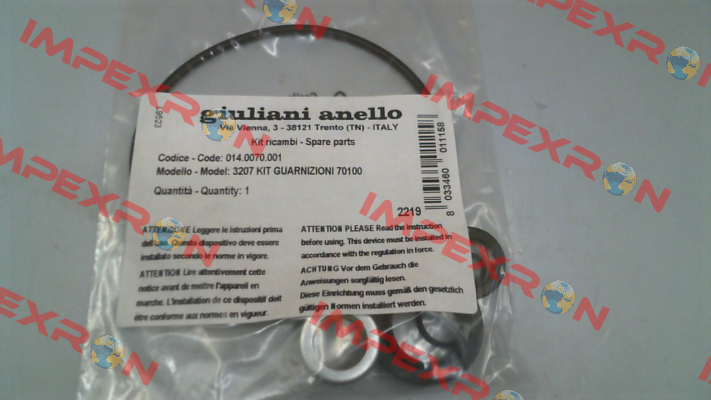 IMPEXRON
giuliani anello
Via Vienna, 3 - 38121 Trento (TN) - ITALY
Kit ricambi - Spare parts
Codice - Code: 014.0070.001
Modello - Model: 3207 KIT GUARNIZIONI 70100
Quantità - Quantity: 1
2219
8 033460 011158
ATTENZIONE Leggere le istruzioni prima
dell'uso. Questo dispositivo deve essere
installato secondo le norme in vigore.
ATTENTION Lire attentivement cette
notice avant de mettre l'appareil en
marche. L'installation de ce dispositif doit
être conforme aux normes en vigueur.
ATTENTION PLEASE Read the instruction
before using. This device must be installed in
accordance with the regulation in force.
ACHTUNG Vor dem Gebrauch die
Anweisungen sorgfältig lesen.
Diese Einrichtung muss gemäß den gesetzlich
gültigen Normen installiert werden.